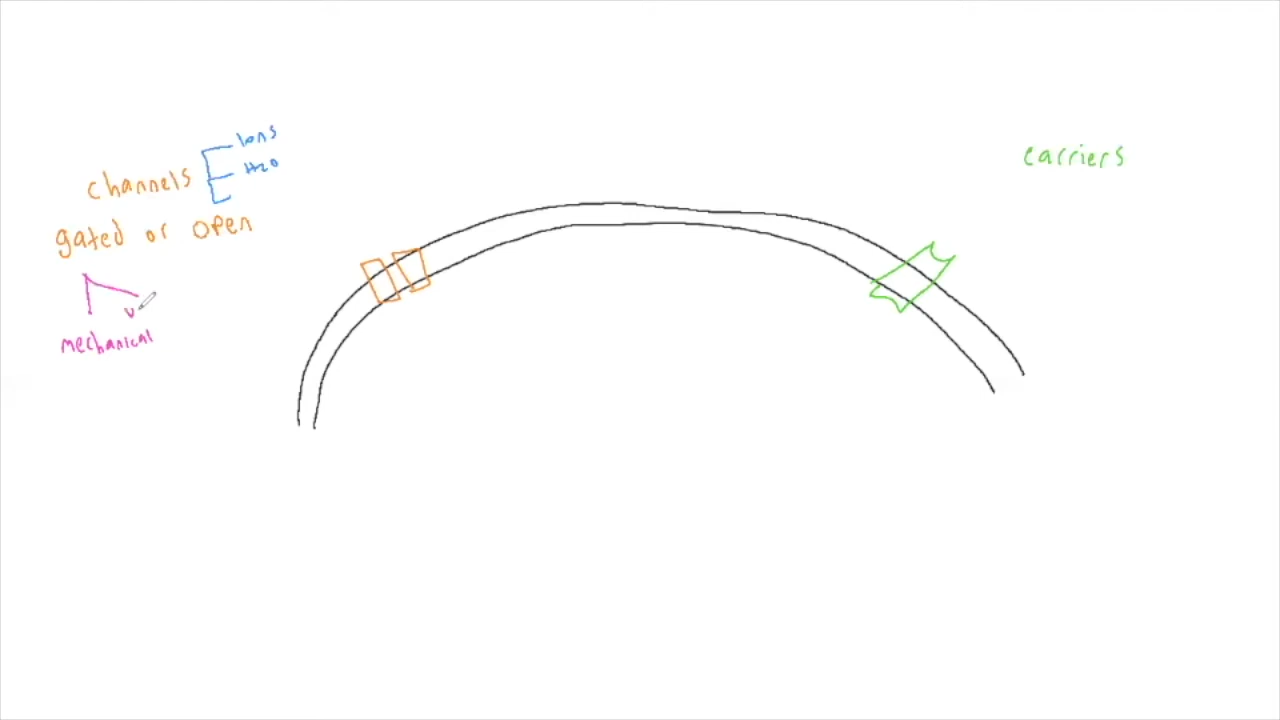 Ions
H2O
channels
gated or open
v
mechanical
carriers